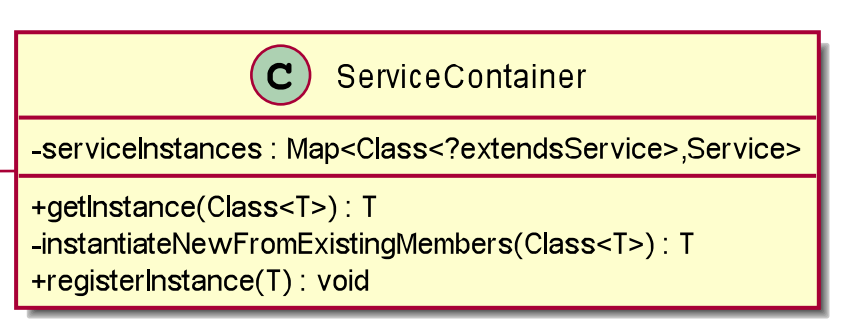 C ServiceContainer
-serviceInstances : Map<Class<?extendsService>,Service>
+getInstance(Class<T>) : T
-instantiateNewFromExistingMembers(Class<T>) : T
+registerInstance(T) : void